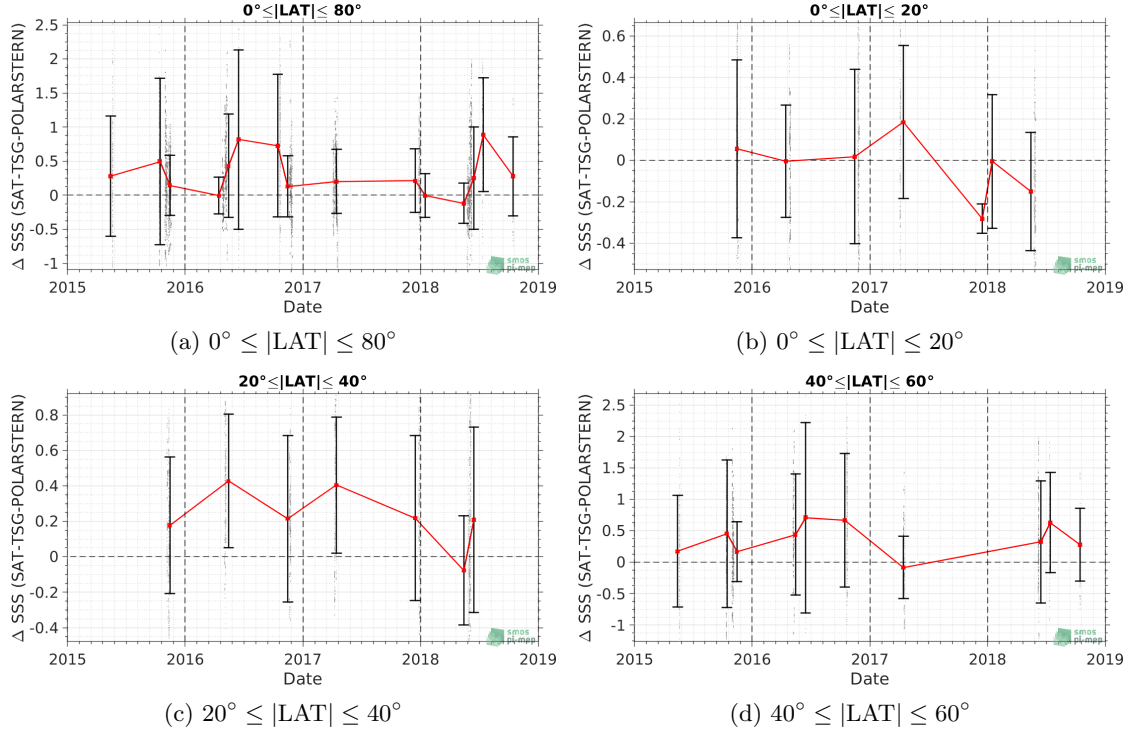 0°≤|LAT|≤ 80°
Δ SSS (SAT-TSG-POLARSTERN)
2.5
2
1.5
1
0.5
0
-0.5
-1
2015 2016 2017 2018 2019
Date
smos
pi-mep
(a) 0° ≤ |LAT| ≤ 80°
0°≤|LAT|≤ 20°
Δ SSS (SAT-TSG-POLARSTERN)
0.6
0.4
0.2
0
-0.2
-0.4
2015 2016 2017 2018 2019
Date
smos
pi-mep
(b) 0° ≤ |LAT| ≤ 20°
20°≤|LAT|≤ 40°
Δ SSS (SAT-TSG-POLARSTERN)
0.8
0.6
0.4
0.2
0
-0.2
-0.4
2015 2016 2017 2018 2019
Date
smos
pi-mep
(c) 20° ≤ |LAT| ≤ 40°
40°≤|LAT|≤ 60°
Δ SSS (SAT-TSG-POLARSTERN)
2.5
2
1.5
1
0.5
0
-0.5
-1
2015 2016 2017 2018 2019
Date
smos
pi-mep
(d) 40° ≤ |LAT| ≤ 60°